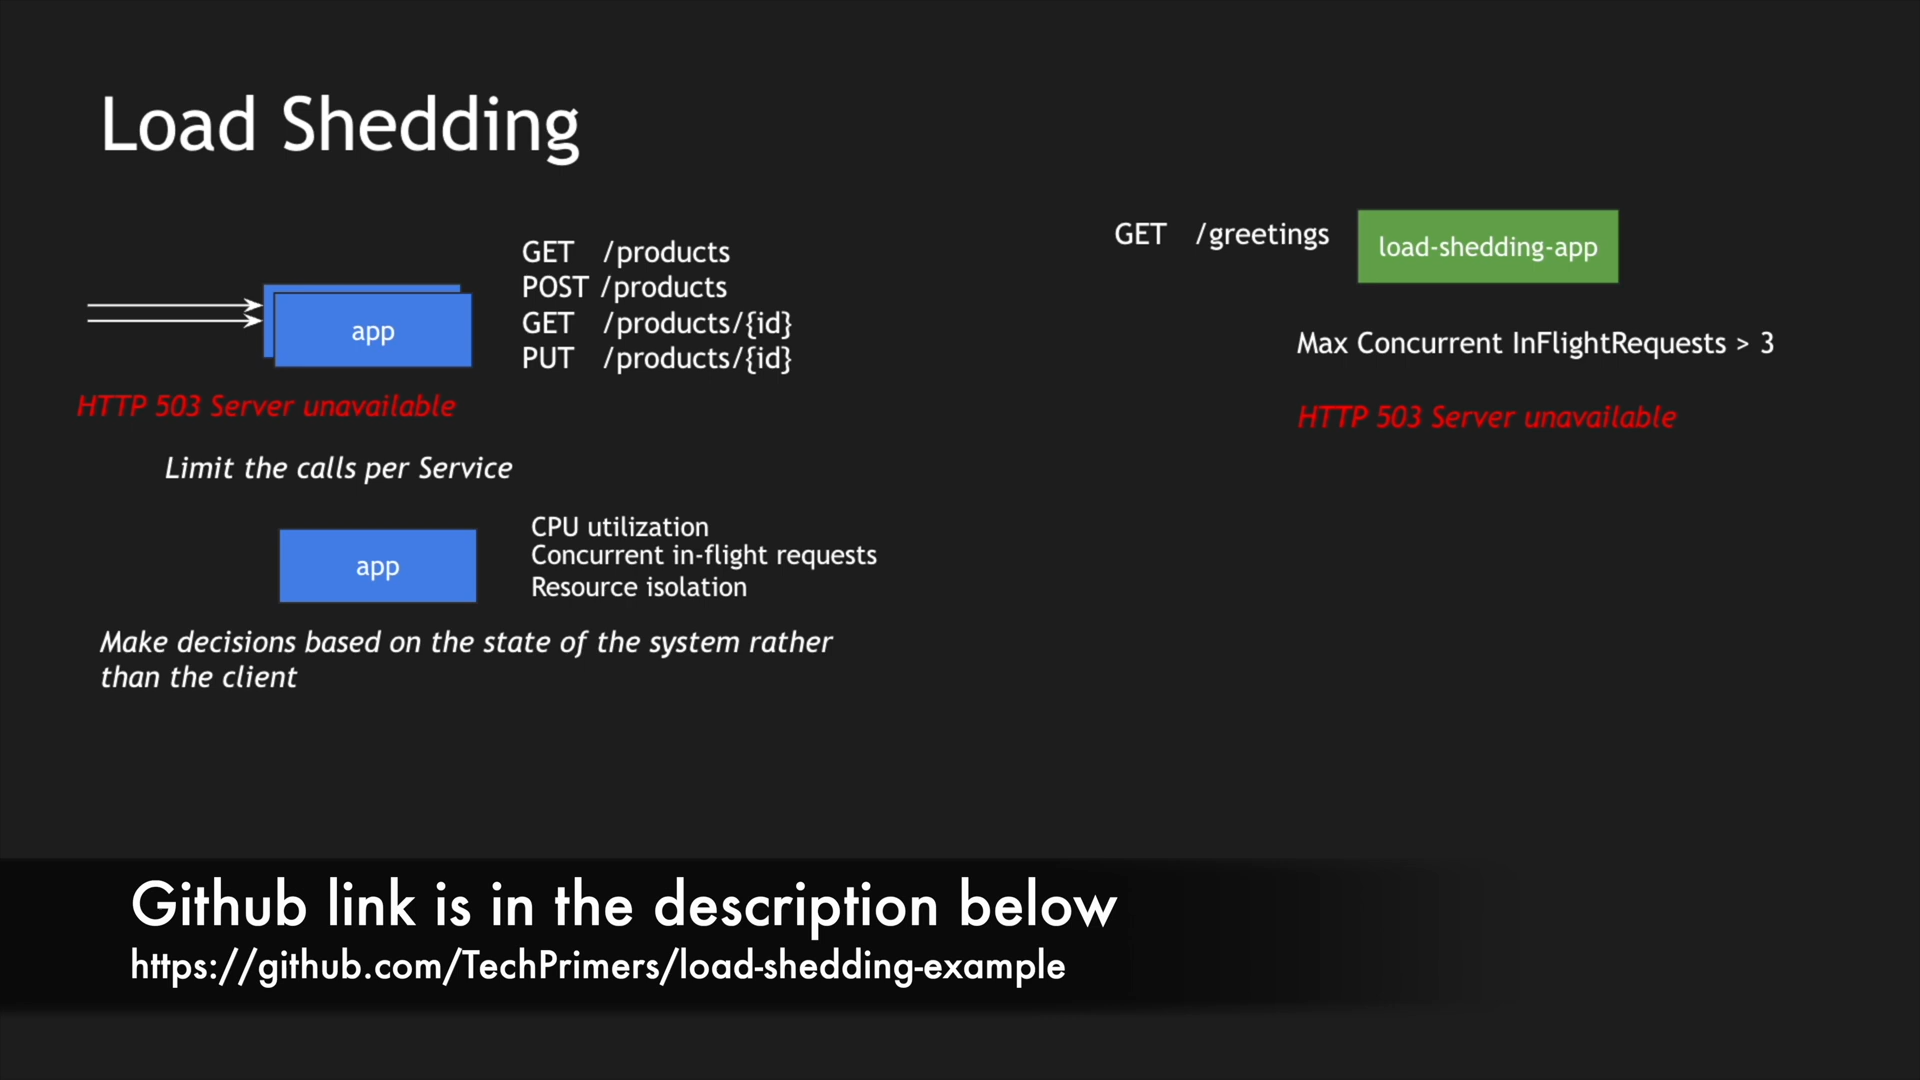 Load Shedding
GET /products
POST /products
GET /products/{id}
PUT /products/{id}
app
HTTP 503 Server unavailable
Limit the calls per Service
app
CPU utilization
Concurrent in-flight requests
Resource isolation
Make decisions based on the state of the system rather
than the client
GET /greetings
load-shedding-app
Max Concurrent InFlightRequests > 3
HTTP 503 Server unavailable
Github link is in the description below
https://github.com/TechPrimers/load-shedding-example